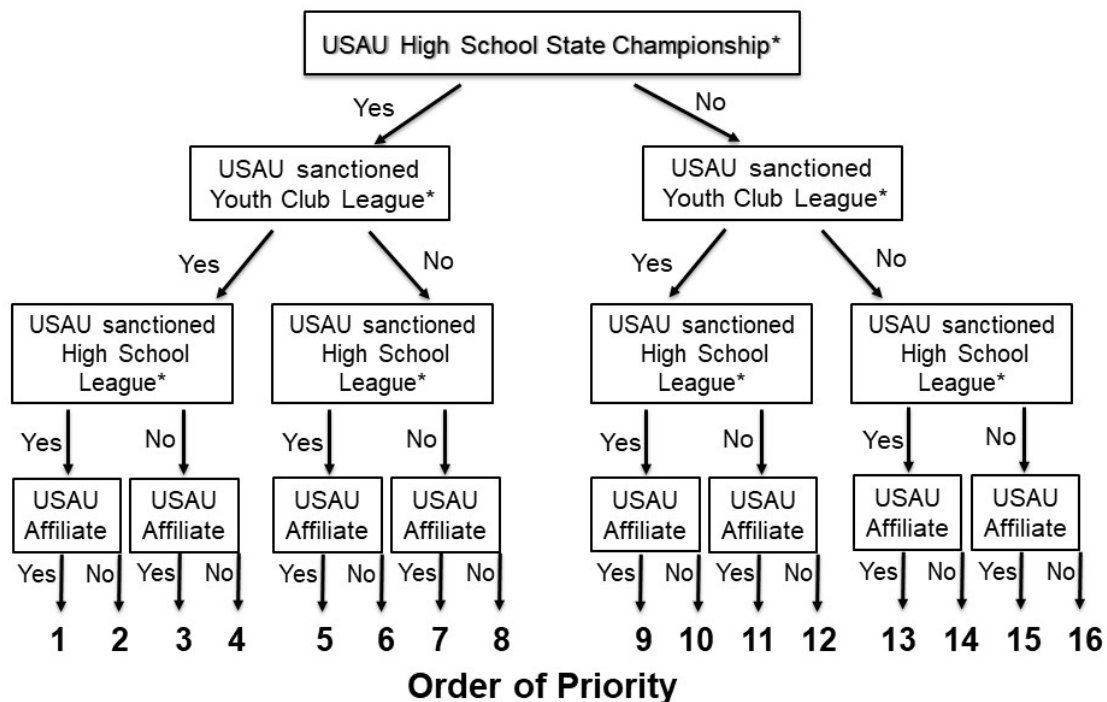 USAU High School State Championship*
Yes
No
USAU sanctioned
Youth Club League*
USAU sanctioned
Youth Club League*
Yes
No
Yes
No
USAU sanctioned
High School
League*
USAU sanctioned
High School
League*
USAU sanctioned
High School
League*
USAU sanctioned
High School
League*
Yes
No
Yes
No
Yes
No
Yes
No
USAU
Affiliate
USAU
Affiliate
USAU
Affiliate
USAU
Affiliate
USAU
Affiliate
USAU
Affiliate
USAU
Affiliate
USAU
Affiliate
Yes
No
Yes
No
Yes
No
Yes
No
Yes
No
Yes
No
Yes
No
Yes
No
1
2
3
4
5
6
7
8
9
10
11
12
13
14
15
16
Order of Priority